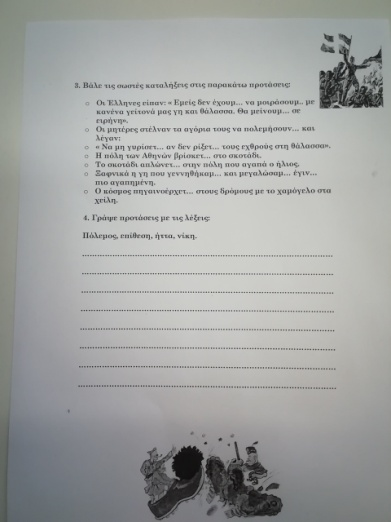 3. Βάλε τις σωστές καταλήξεις στις παρακάτω προτάσεις:
○ Οι Έλληνες είπαν: « Εμείς δεν έχουμ... να μοιράσουμ.. με
κανένα γείτονά μας γη και θάλασσα. Θα μείνουμ... σε
ειρήνη».
○ Οι μητέρες στέλναν τα αγόρια τους να πολεμήσουν... και
λέγαν:
○ « Να μη γυρίσετ... αν δεν ρίξετ... τους εχθρούς στη θάλασσα».
○ Η πόλη των Αθηνών βρίσκετ... στο σκοτάδι.
○ Το σκοτάδι απλώνετ... στην πόλη που αγαπά ο ήλιος.
○ Ξαφνικά η γη που γεννηθήκαμ... και μεγαλώσαμ... έγιν...
πιο αγαπημένη.
○ Ο κόσμος πηγαινοέρχετ... στους δρόμους με το χαμόγελο στα
χείλη.
4. Γράψε προτάσεις με τις λέξεις:
Πόλεμος, επίθεση, ήττα, νίκη.